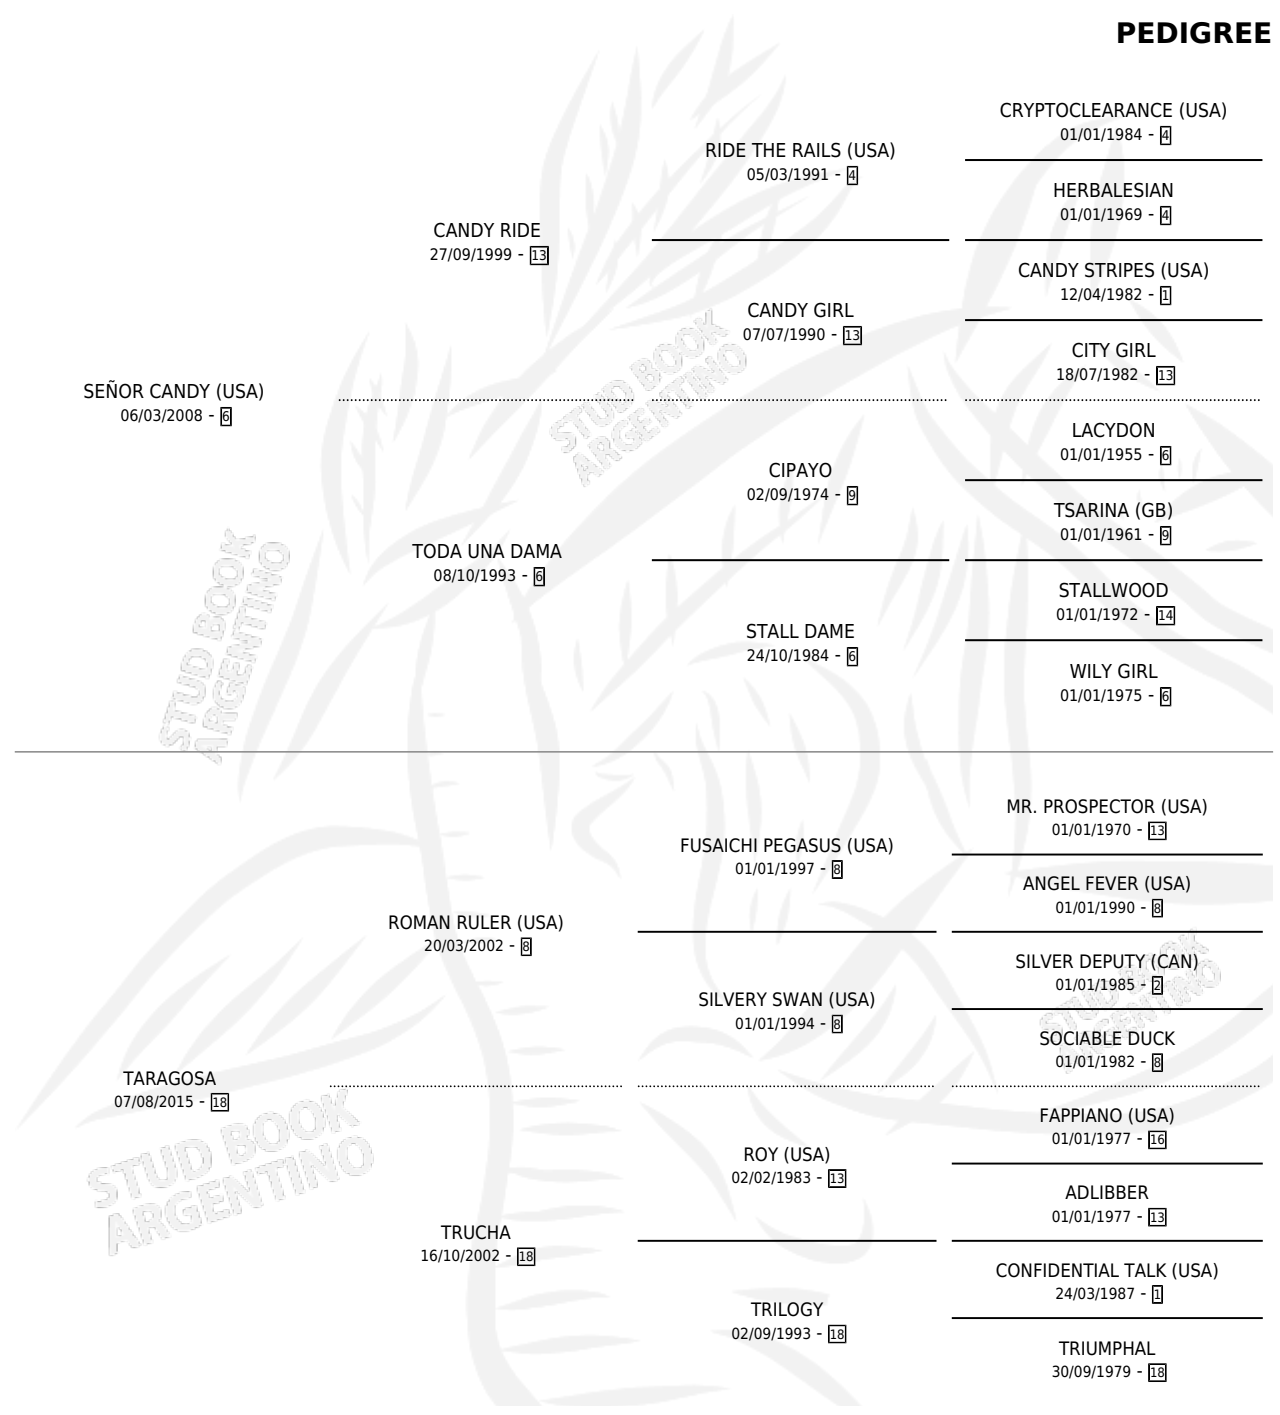 PEDIGREE
CRYPTOCLEARANCE (USA)
01/01/1984 - 4
RIDE THE RAILS (USA)
05/03/1991 - 4
HERBALESIAN
01/01/1969 - 4
CANDY RIDE
27/09/1999 - 13
CANDY STRIPES (USA)
12/04/1982 - 1
CANDY GIRL
07/07/1990 - 13
CITY GIRL
18/07/1982 - 13
SEÑOR CANDY (USA)
06/03/2008 - 6
LACYDON
01/01/1955 - 6
CIPAYO
02/09/1974 - 9
TSARINA (GB)
01/01/1961 - 9
TODA UNA DAMA
08/10/1993 - 6
STALLWOOD
01/01/1972 - 14
STALL DAME
24/10/1984 - 6
WILY GIRL
01/01/1975 - 6
MR. PROSPECTOR (USA)
01/01/1970 - 13
FUSAICHI PEGASUS (USA)
01/01/1997 - 8
ANGEL FEVER (USA)
01/01/1990 - 8
ROMAN RULER (USA)
20/03/2002 - 8
SILVER DEPUTY (CAN)
01/01/1985 - 2
SILVERY SWAN (USA)
01/01/1994 - 8
SOCIABLE DUCK
01/01/1982 - 8
TARAGOSA
07/08/2015 - 18
FAPPIANO (USA)
01/01/1977 - 16
ROY (USA)
02/02/1983 - 13
ADLIBBER
01/01/1977 - 13
TRUCHA
16/10/2002 - 18
CONFIDENTIAL TALK (USA)
24/03/1987 - 1
TRILOGY
02/09/1993 - 18
TRIUMPHAL
30/09/1979 - 18
STUD BOOK
ARGENTINO
STUD BOOK
ARGENTINO
STUD BOOK
ARGENTINO
STUD BOOK
ARGENTINO